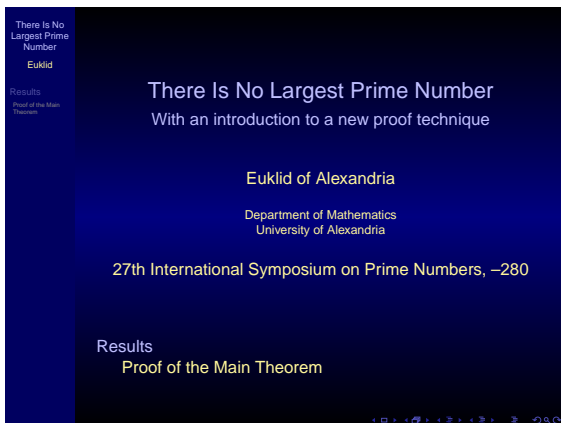 There Is No
Largest Prime
Number
Euklid
Results
Proof of the Main
Theorem
There Is No Largest Prime Number
With an introduction to a new proof technique
Euklid of Alexandria
Department of Mathematics
University of Alexandria
27th International Symposium on Prime Numbers, –280
Results
Proof of the Main Theorem